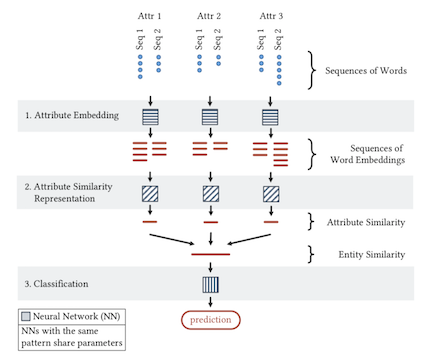 Attr 1 Attr 2 Attr 3
Seq 1 Seq 2 Seq 1 Seq 2 Seq 1 Seq 2
Sequences of Words
1. Attribute Embedding
Sequences of
Word Embeddings
2. Attribute Similarity
Representation
Attribute Similarity
Entity Similarity
3. Classification
Neural Network (NN)
NNs with the same
pattern share parameters
prediction